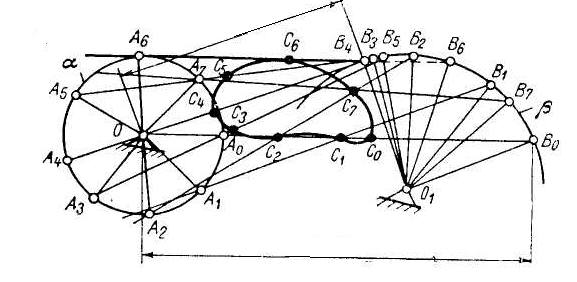 A₆ C₆ B₄ B₃ B₅ B₂ B₆
α A₇ C₅ B₁
A₅ C₄ C₇ B₇ β
O C₃ A₀ C₂ C₁ C₀ B₀
A₄ A₁ O₁
A₃ A₂